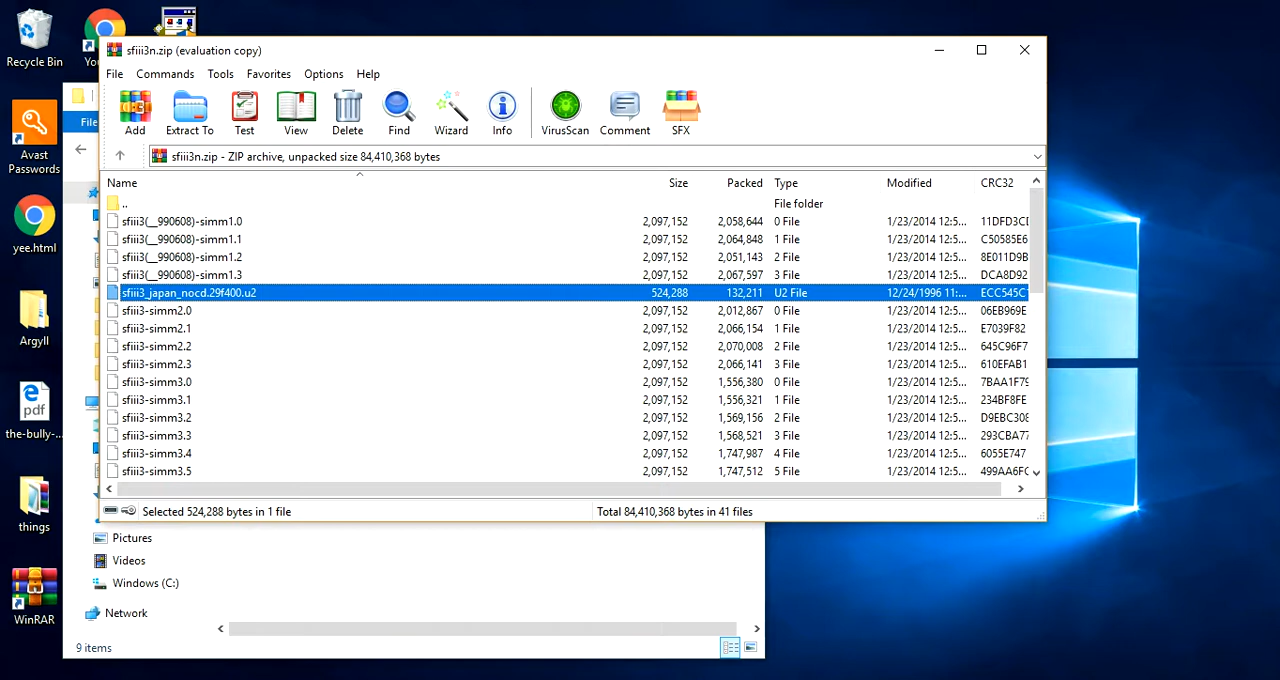 Recycle Bin
Yo
Avast
Passwords
yee.html
Argyll
pdf
the-bully-...
things
WinRAR
sfiii3n.zip (evaluation copy)
File Commands Tools Favorites Options Help
Add Extract To Test View Delete Find Wizard Info VirusScan Comment SFX
sfiii3n.zip - ZIP archive, unpacked size 84,410,368 bytes
Name Size Packed Type Modified CRC32
.. File folder
sfiii3(__990608)-simm1.0 2,097,152 2,058,644 0 File 1/23/2014 12:5... 11DFD3CE
sfiii3(__990608)-simm1.1 2,097,152 2,064,848 1 File 1/23/2014 12:5... C50585E6
sfiii3(__990608)-simm1.2 2,097,152 2,051,143 2 File 1/23/2014 12:5... 8E011D9B
sfiii3(__990608)-simm1.3 2,097,152 2,067,597 3 File 1/23/2014 12:5... DCA8D92
sfiii3_japan_nocd.29f400.u2 524,288 132,211 U2 File 12/24/1996 11:... ECC545C
sfiii3-simm2.0 2,097,152 2,012,867 0 File 1/23/2014 12:5... 06EB969E
sfiii3-simm2.1 2,097,152 2,066,154 1 File 1/23/2014 12:5... E7039F82
sfiii3-simm2.2 2,097,152 2,070,008 2 File 1/23/2014 12:5... 645C96F7
sfiii3-simm2.3 2,097,152 2,066,141 3 File 1/23/2014 12:5... 610EFAB1
sfiii3-simm3.0 2,097,152 1,556,380 0 File 1/23/2014 12:5... 7BAA1F79
sfiii3-simm3.1 2,097,152 1,556,321 1 File 1/23/2014 12:5... 234BF8FE
sfiii3-simm3.2 2,097,152 1,569,156 2 File 1/23/2014 12:5... D9EBC308
sfiii3-simm3.3 2,097,152 1,568,521 3 File 1/23/2014 12:5... 293CBA77
sfiii3-simm3.4 2,097,152 1,747,987 4 File 1/23/2014 12:5... 6055E747
sfiii3-simm3.5 2,097,152 1,747,512 5 File 1/23/2014 12:5... 499AA6FC
Selected 524,288 bytes in 1 file Total 84,410,368 bytes in 41 files
File
Pictures
Videos
Windows (C:)
Network
9 items